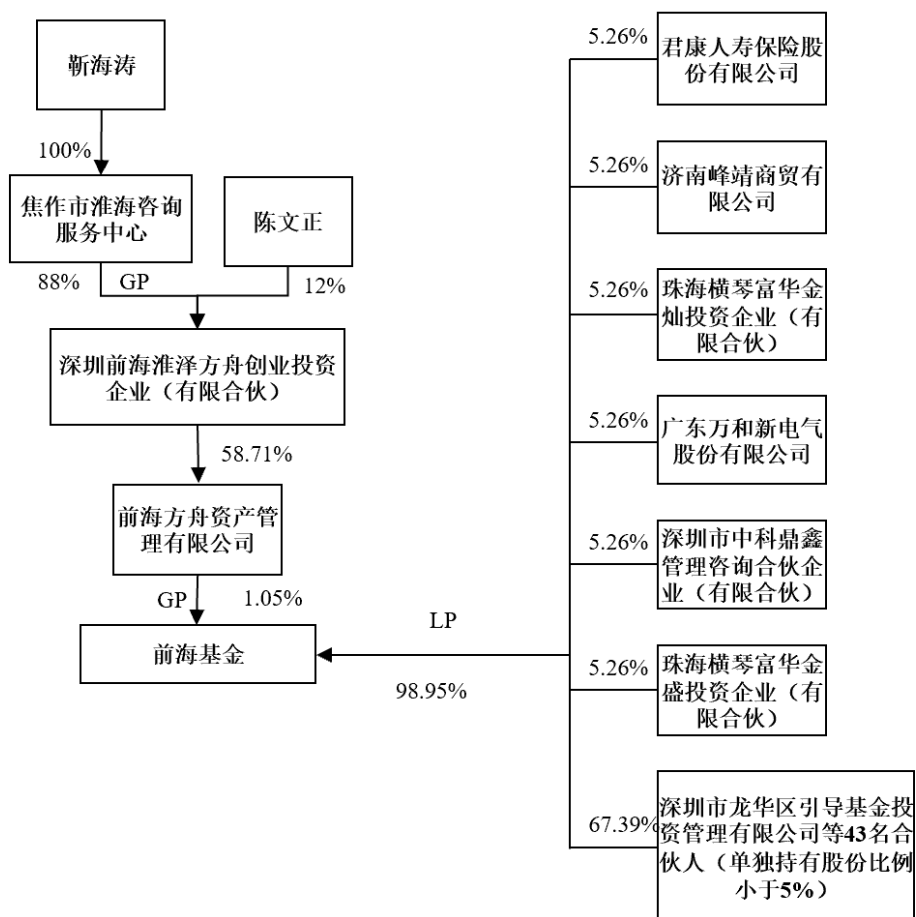 靳海涛
100%
焦作市淮海咨询
服务中心
陈文正
88%
GP
12%
深圳前海淮泽方舟创业投资
企业（有限合伙）
58.71%
前海方舟资产管
理有限公司
GP
1.05%
前海基金
LP
98.95%
5.26%
君康人寿保险股
份有限公司
5.26%
济南峰靖商贸有
限公司
5.26%
珠海横琴富华金
灿投资企业（有
限合伙）
5.26%
广东万和新电气
股份有限公司
5.26%
深圳市中科鼎鑫
管理咨询合伙企
业（有限合伙）
5.26%
珠海横琴富华金
盛投资企业（有
限合伙）
67.39%
深圳市龙华区引导基金投
资管理有限公司等43名合
伙人（单独持有股份比例
小于5%）